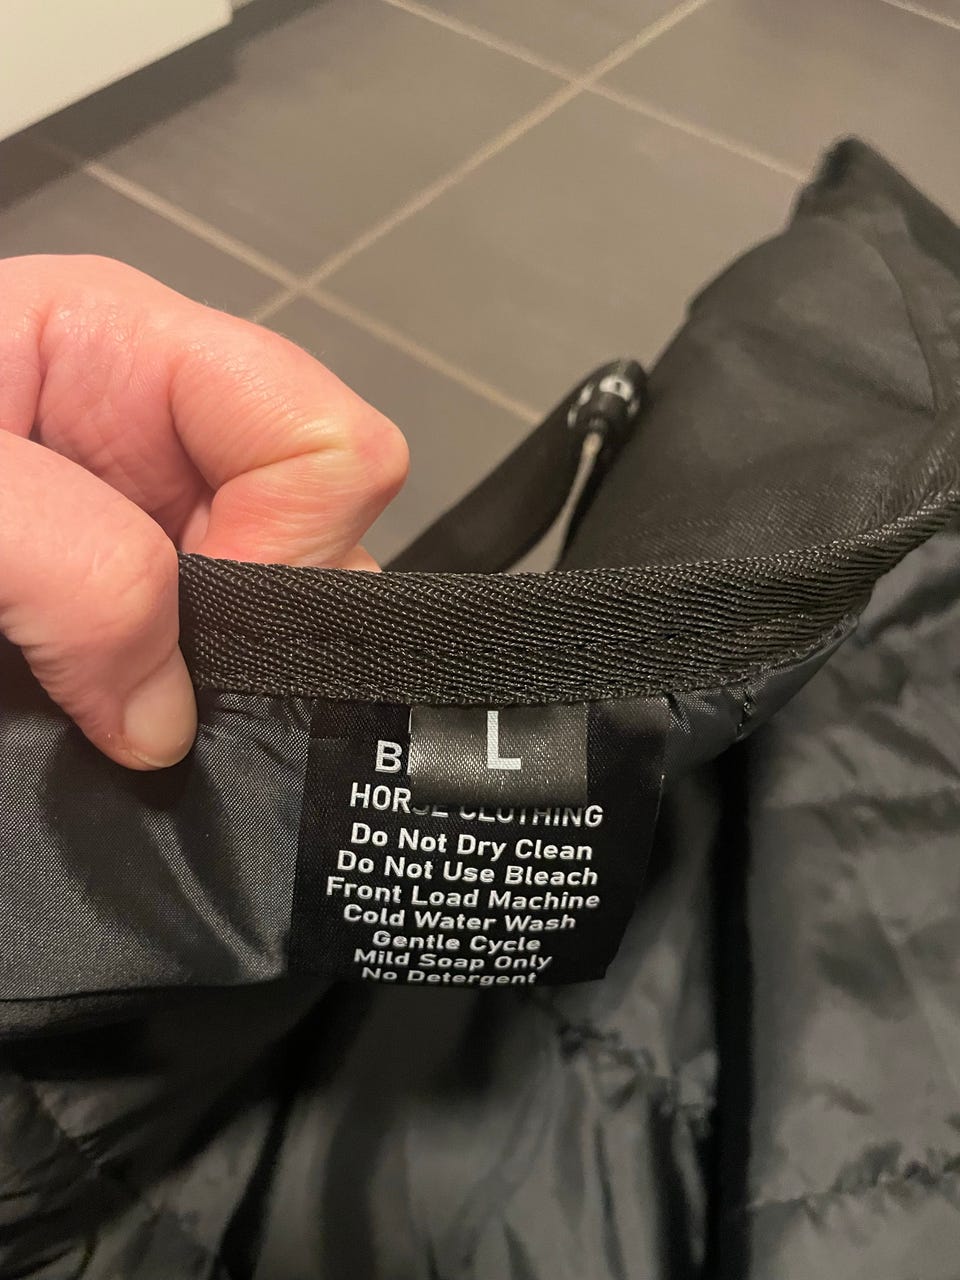 L
HORSE CLOTHING
Do Not Dry Clean
Do Not Use Bleach
Front Load Machine
Cold Water Wash
Gentle Cycle
Mild Soap Only
No Detergent